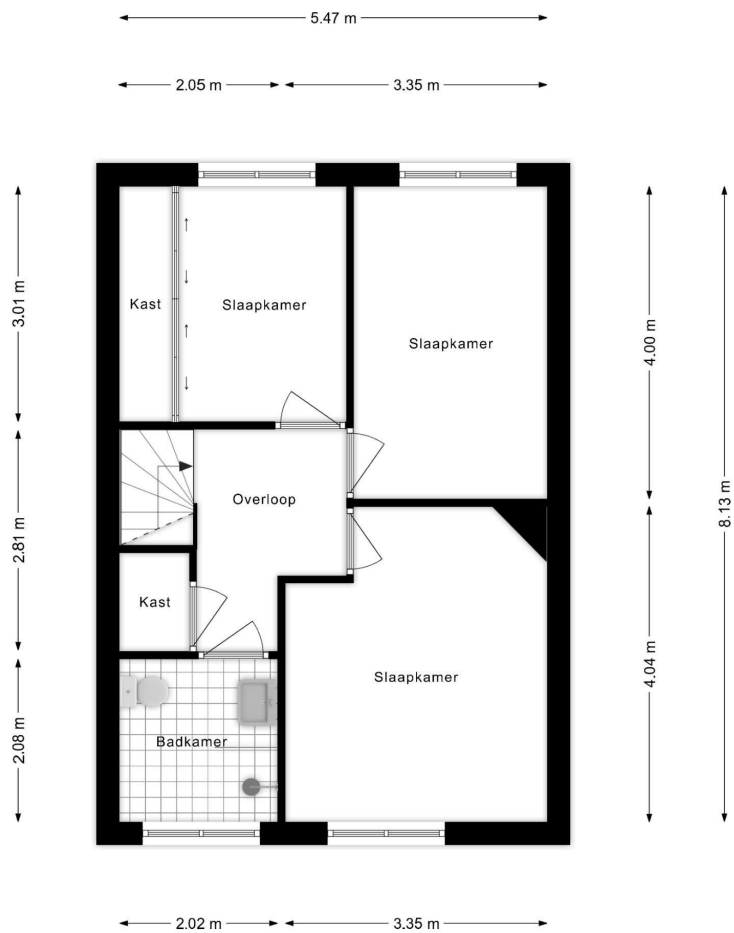 5.47 m
2.05 m
3.35 m
3.01 m
Kast
Slaapkamer
Slaapkamer
4.00 m
8.13 m
2.81 m
Overloop
Kast
Slaapkamer
4.04 m
2.08 m
Badkamer
2.02 m
3.35 m